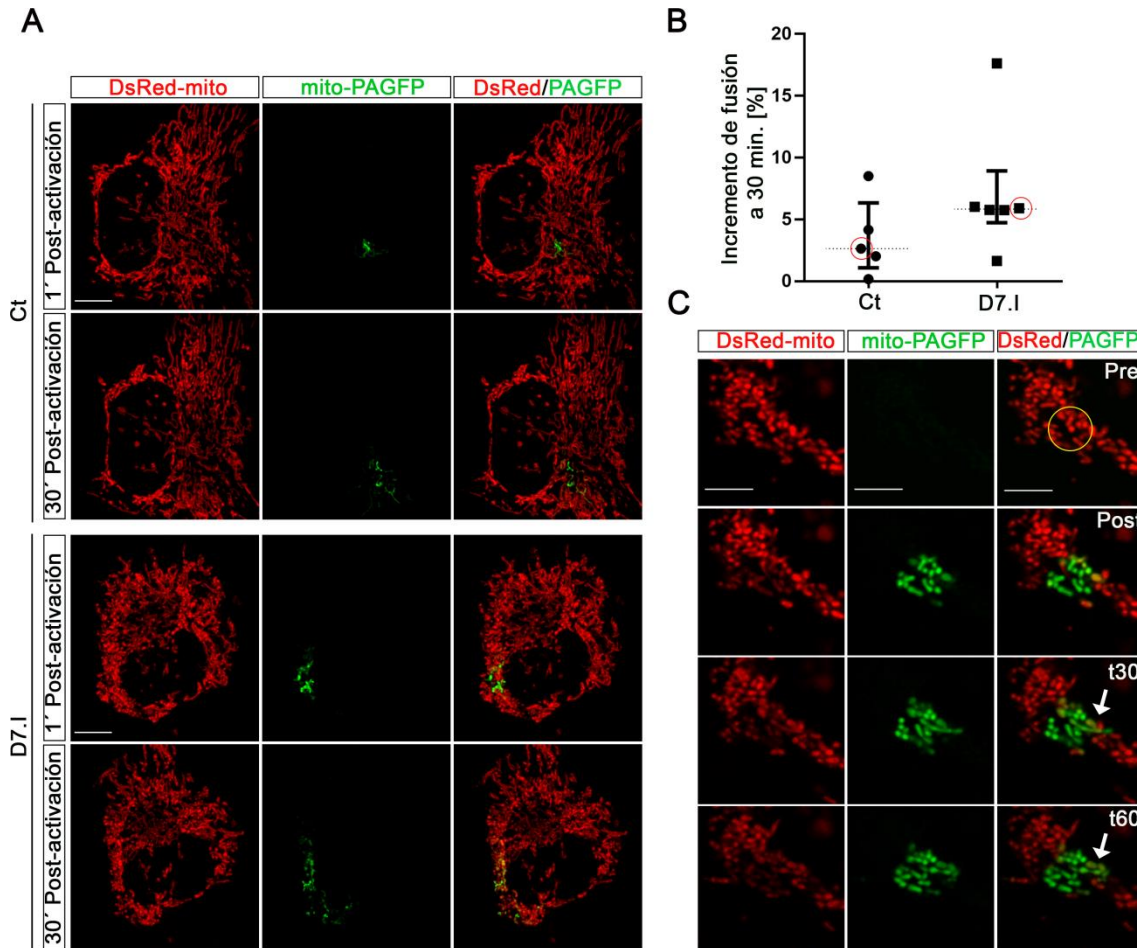 A
DsRed-mito
mito-PAGFP
DsRed/PAGFP
Ct
1´ Post-activación
30´ Post-activación
D7.I
1´ Post-activación
30´ Post-activación
B
Incremento de fusión
a 30 min. [%]
20
15
10
5
0
Ct
D7.I
C
DsRed-mito
mito-PAGFP
DsRed/PAGFP
Pre
Post
t30
t60